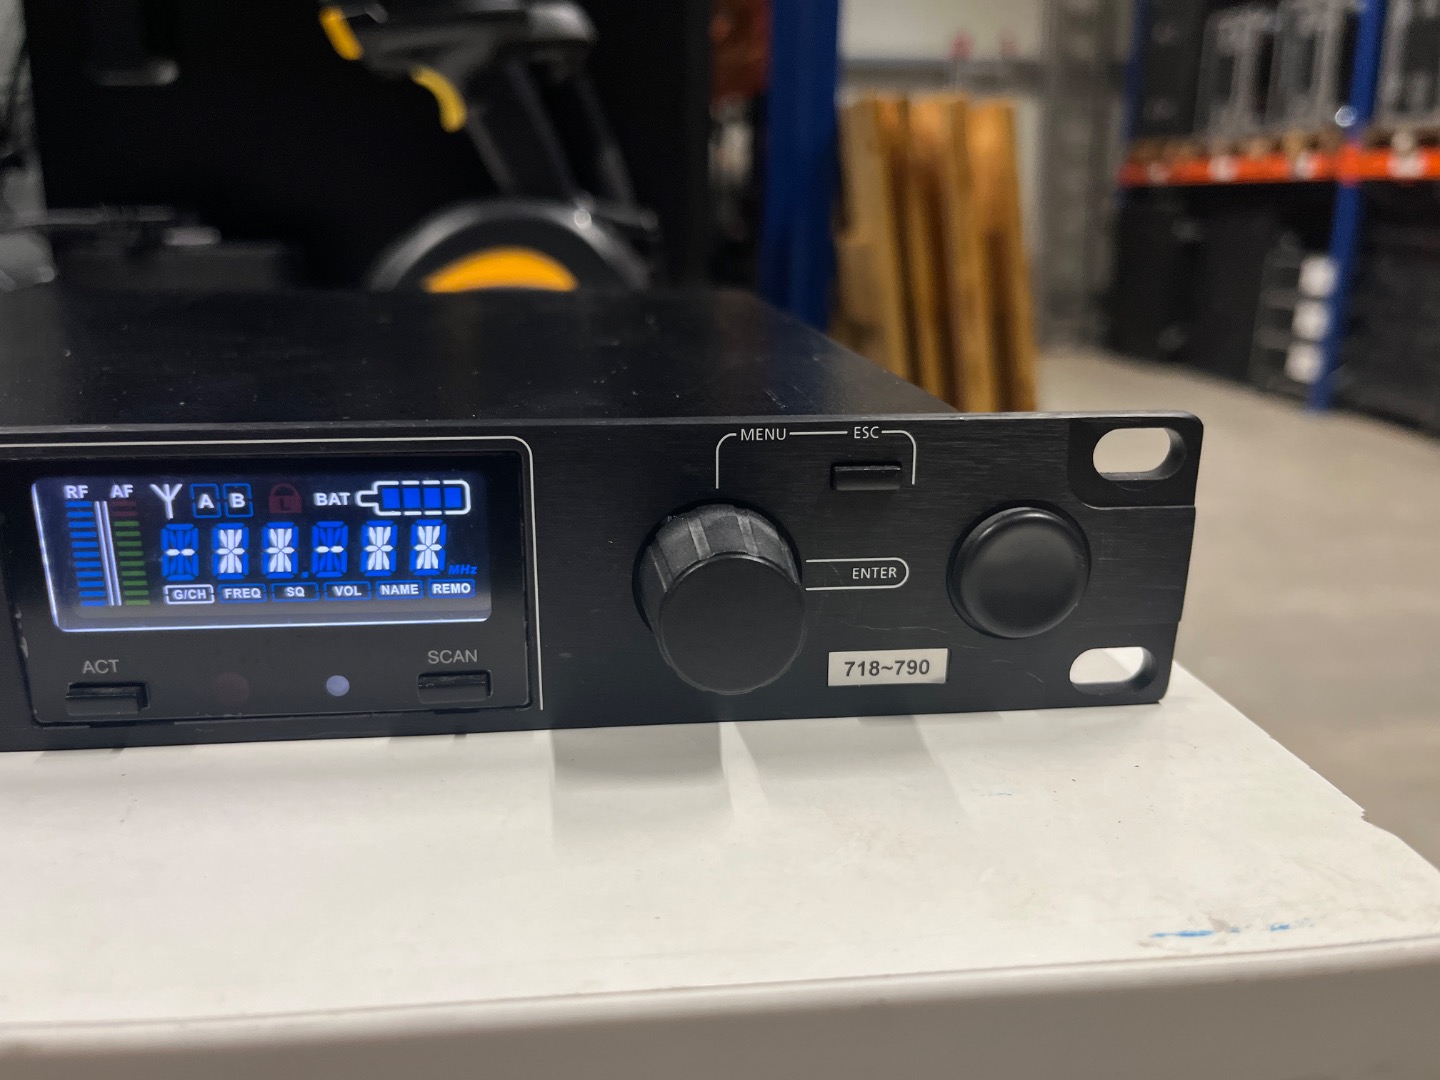 MENU ESC
RF AF A B L BAT
MHz
G/CH FREQ SQ VOL NAME REMO
ENTER
ACT SCAN
718~790